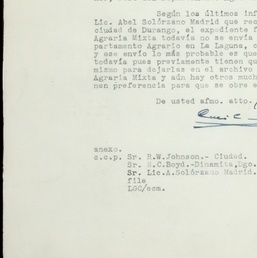 Según los últimos inf
Lic. Abel Solórzano Madrid que rec
ciudad de Durango, el expediente f
Agraria Mixta todavía no se envía
partamento Agrario en La Laguna, c
y ese envío lo más probable es que
todavía pues previamente tienen qu
mismo para dejarlas en el archivo
Agraria Mixta y aún hay otros much
nen preferencia para que se obre e
De usted afmo. atto.
anexo.
c.c.p. Sr. R.W.Johnson.- Ciudad.
Sr. H.C.Boyd.-Dinamita,Dgo.
Sr. Lic.A.Solórzano Madrid.
file
LGC/ecm.